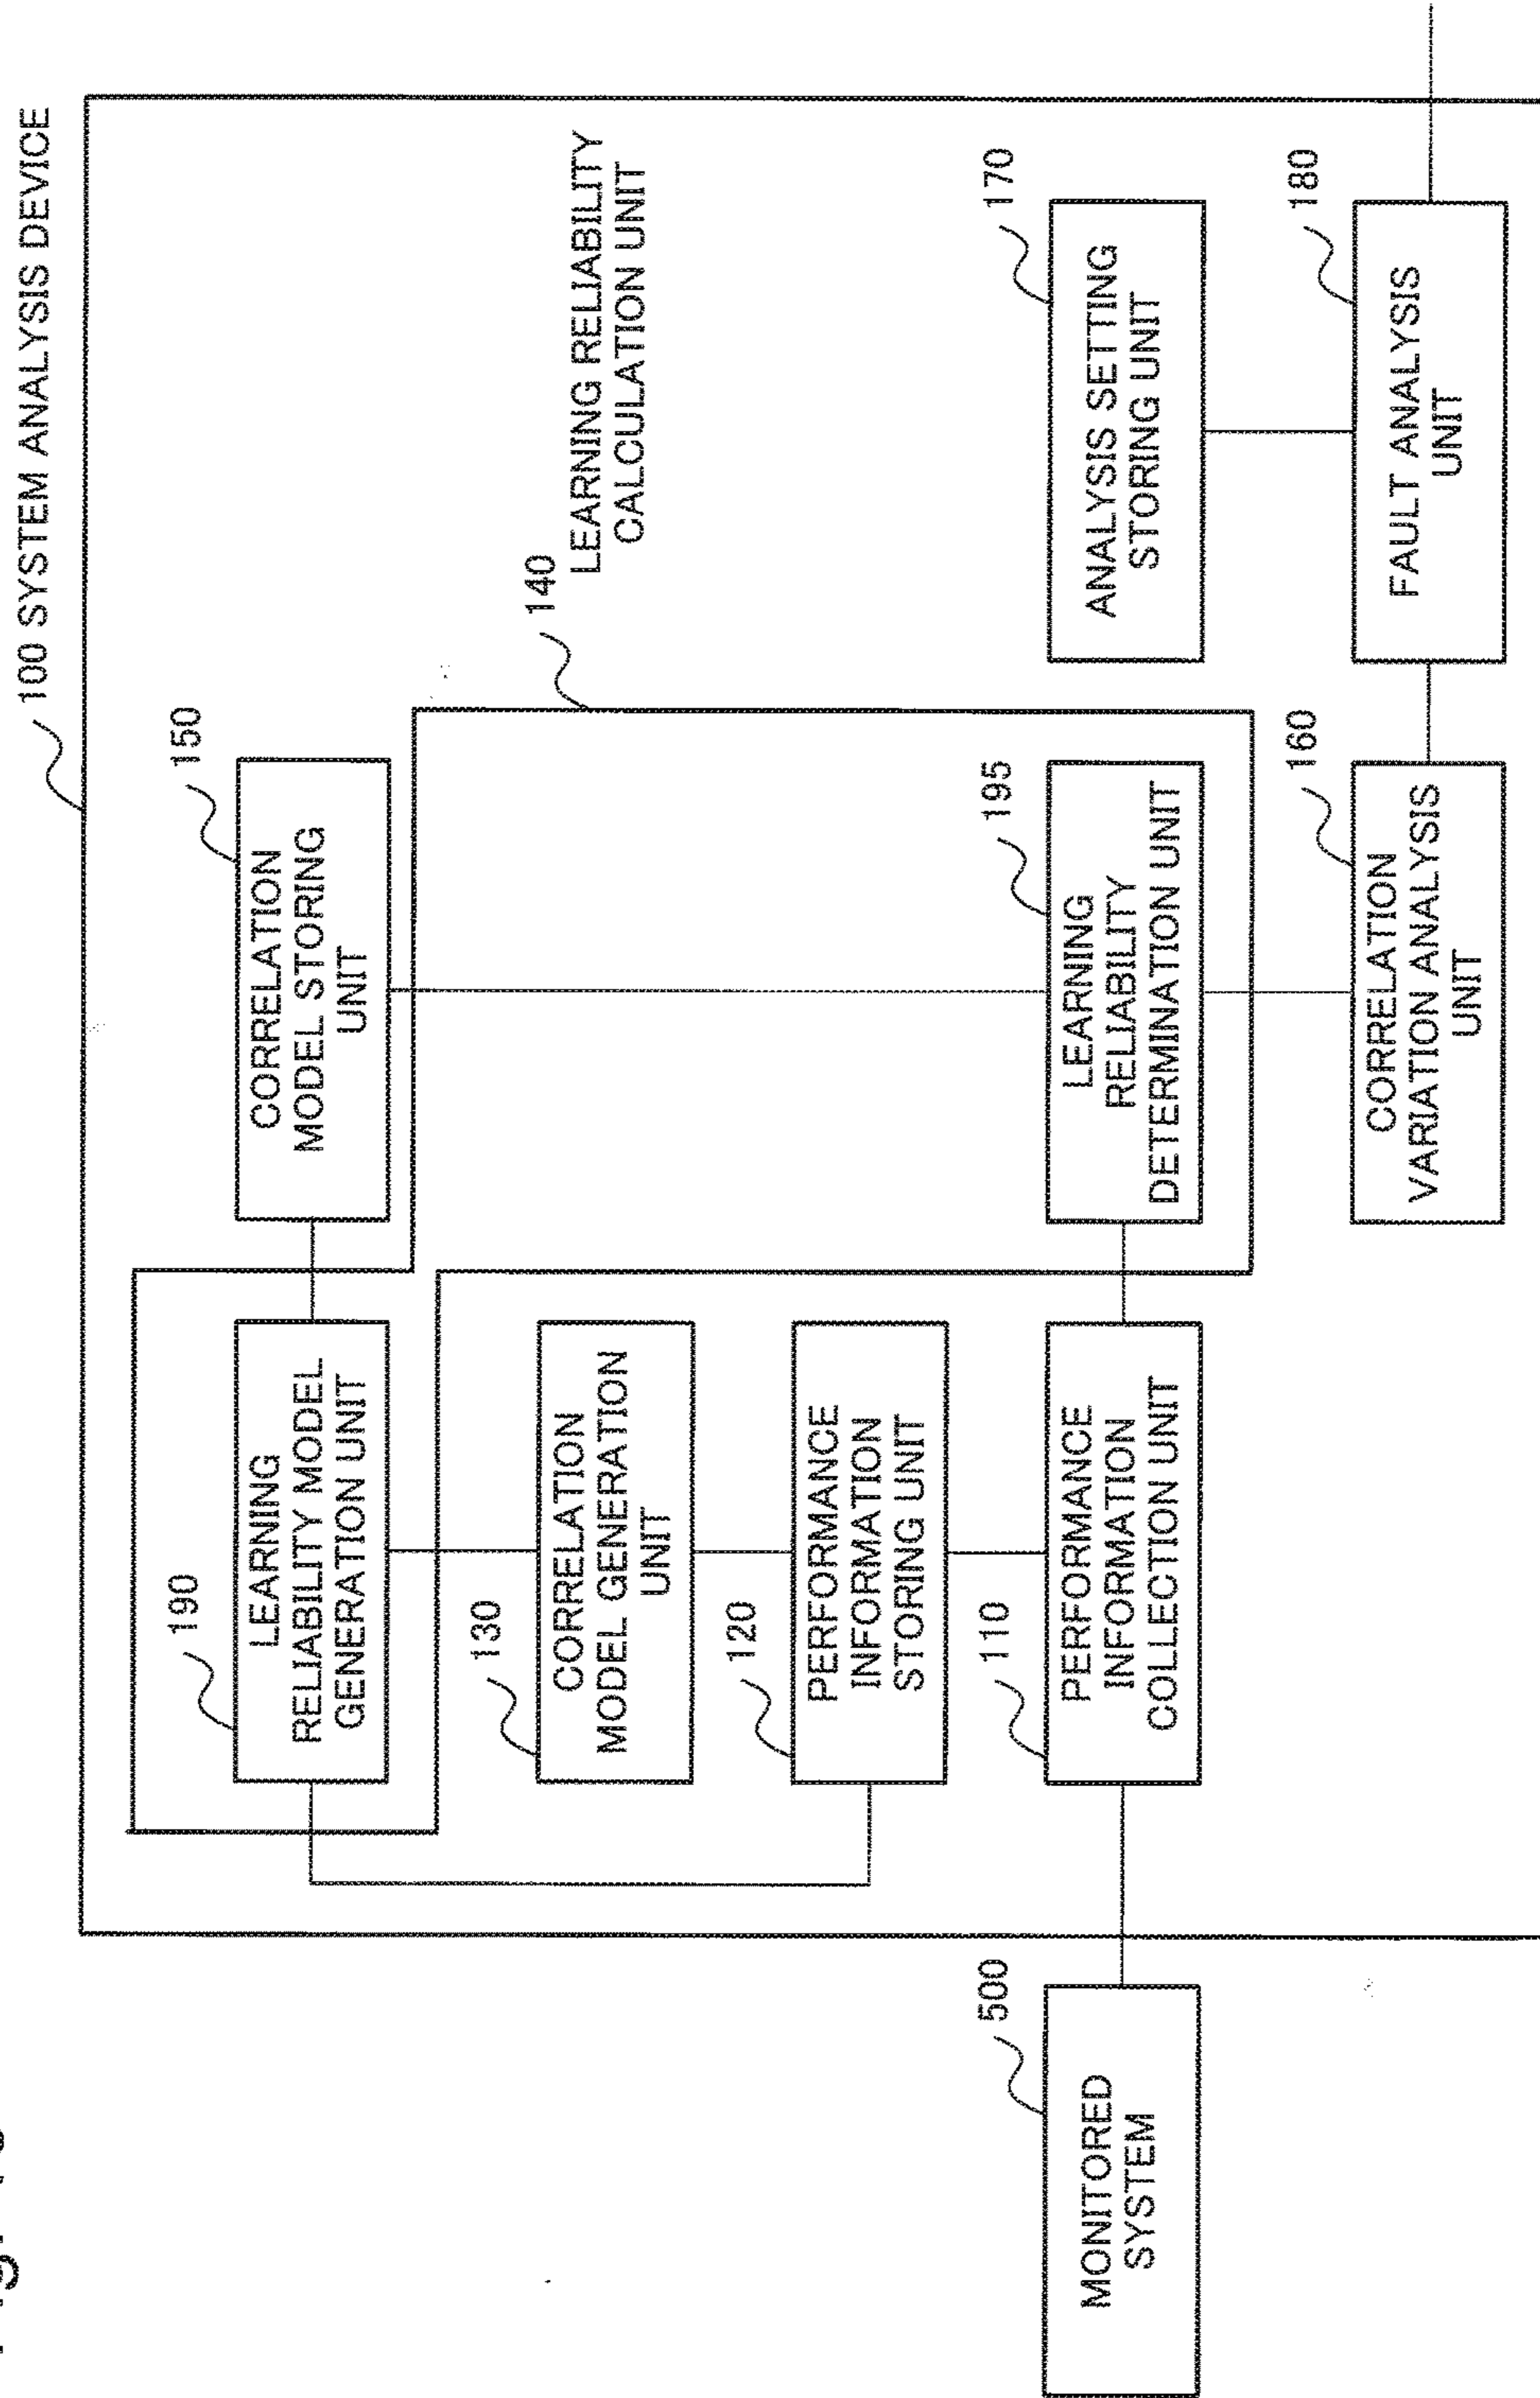 100 SYSTEM ANALYSIS DEVICE
190
LEARNING
RELIABILITY MODEL
GENERATION UNIT
150
CORRELATION
MODEL STORING
UNIT
130
CORRELATION
MODEL GENERATION
UNIT
140
LEARNING RELIABILITY
CALCULATION UNIT
120
PERFORMANCE
INFORMATION
STORING UNIT
500
MONITORED
SYSTEM
110
PERFORMANCE
INFORMATION
COLLECTION UNIT
195
LEARNING
RELIABILITY
DETERMINATION UNIT
170
ANALYSIS SETTING
STORING UNIT
160
CORRELATION
VARIATION ANALYSIS
UNIT
180
FAULT ANALYSIS
UNIT